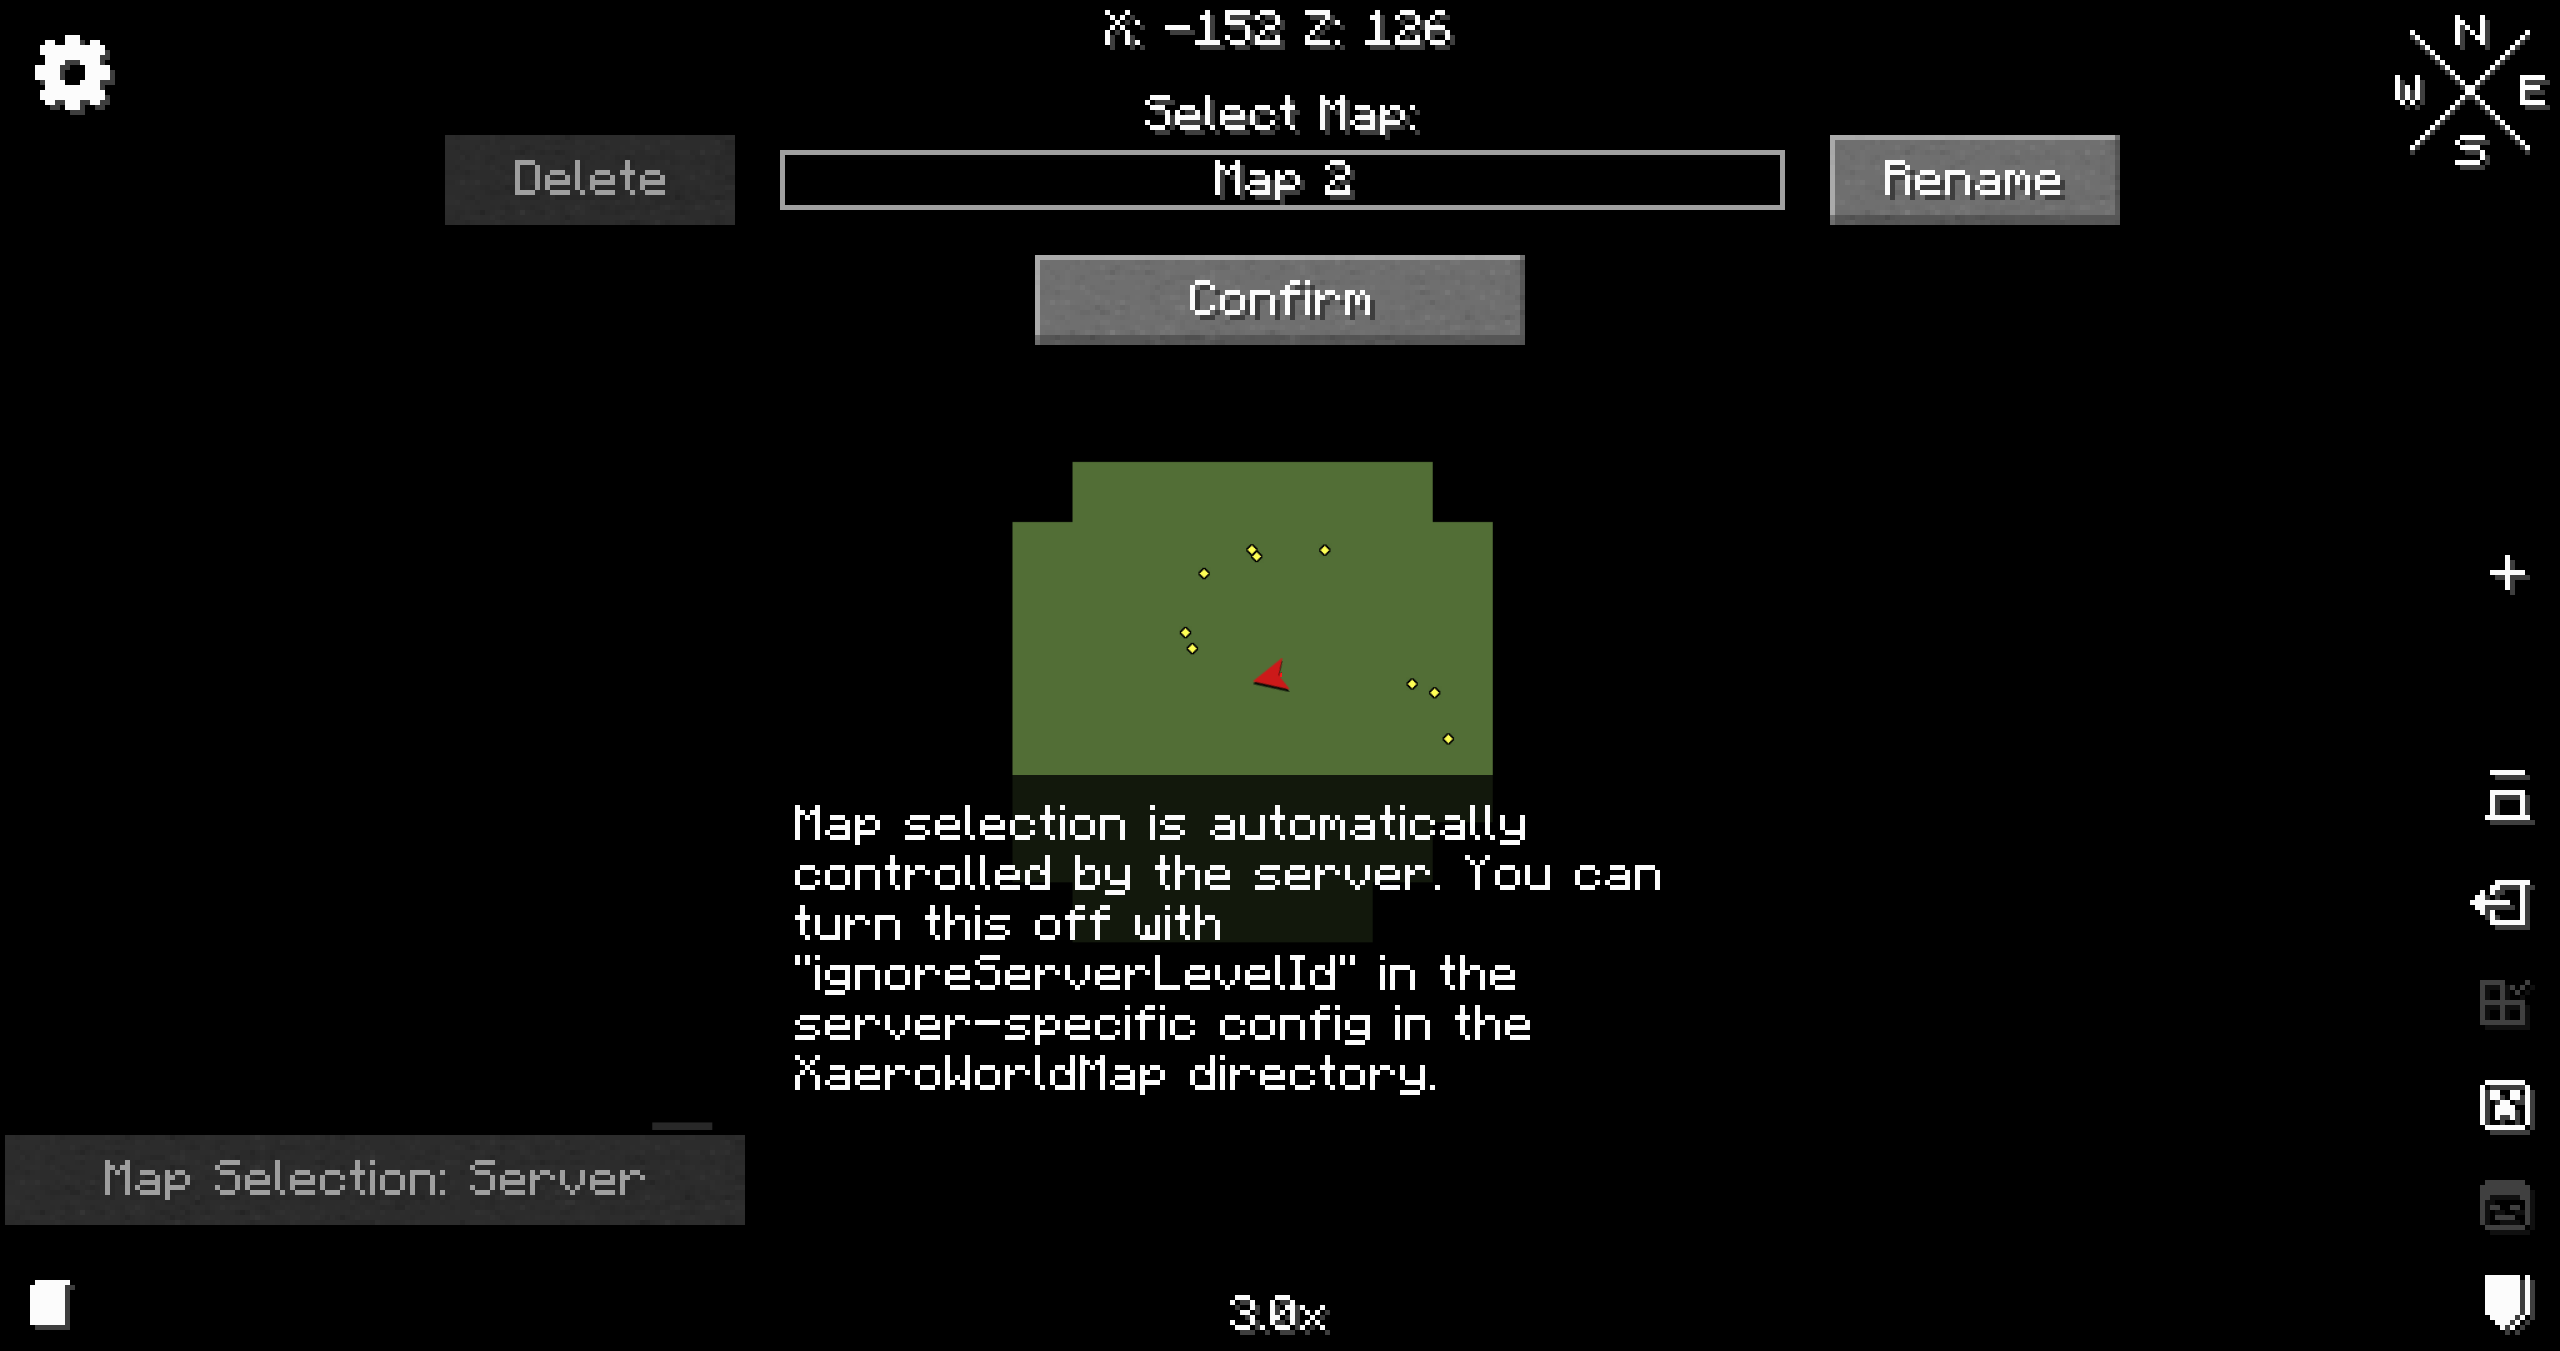 X: -152 Z: 126
N
W E
S
Select Map:
Delete
Map 2
Rename
Confirm
Map selection is automatically
controlled by the server. You can
turn this off with
"ignoreServerLevelId" in the
server-specific config in the
XaeroWorldMap directory.
Map Selection: Server
3.0x